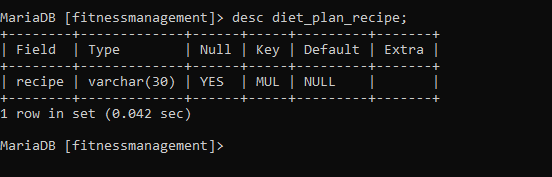 MariaDB [fitnessmanagement]> desc diet_plan_recipe;
+--------+-------------+------+-----+---------+-------+
| Field  | Type        | Null | Key | Default | Extra |
+--------+-------------+------+-----+---------+-------+
| recipe | varchar(30) | YES  | MUL | NULL    |       |
+--------+-------------+------+-----+---------+-------+
1 row in set (0.042 sec)
MariaDB [fitnessmanagement]>